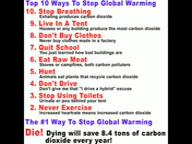 Top 10 Ways To Stop Global Warming
10. Stop Breathing
Exhaling produces carbon dioxide
9. Live In A Tent
Houses or any building produce the most carbon dioxide
8. Don't Buy Clothes
Never buy clothes made in a factory
7. Quit School
You just learned how bad buildings are
6. Eat Raw Meat
Stoves or campfires, both carbon polluters
5. Hunt
Animals eat plants that recycle carbon dioxide
4. Don't Drive
Don't give me that "I drive a hybrid" excuse
3. Stop Using Toilets
Urinate or poo behind your tent
2. Never Exercise
Increased heartrate means more carbon dioxide
The #1 Way To Stop Global Warming
Die! Dying will save 8.4 tons of carbon
dioxide every year!